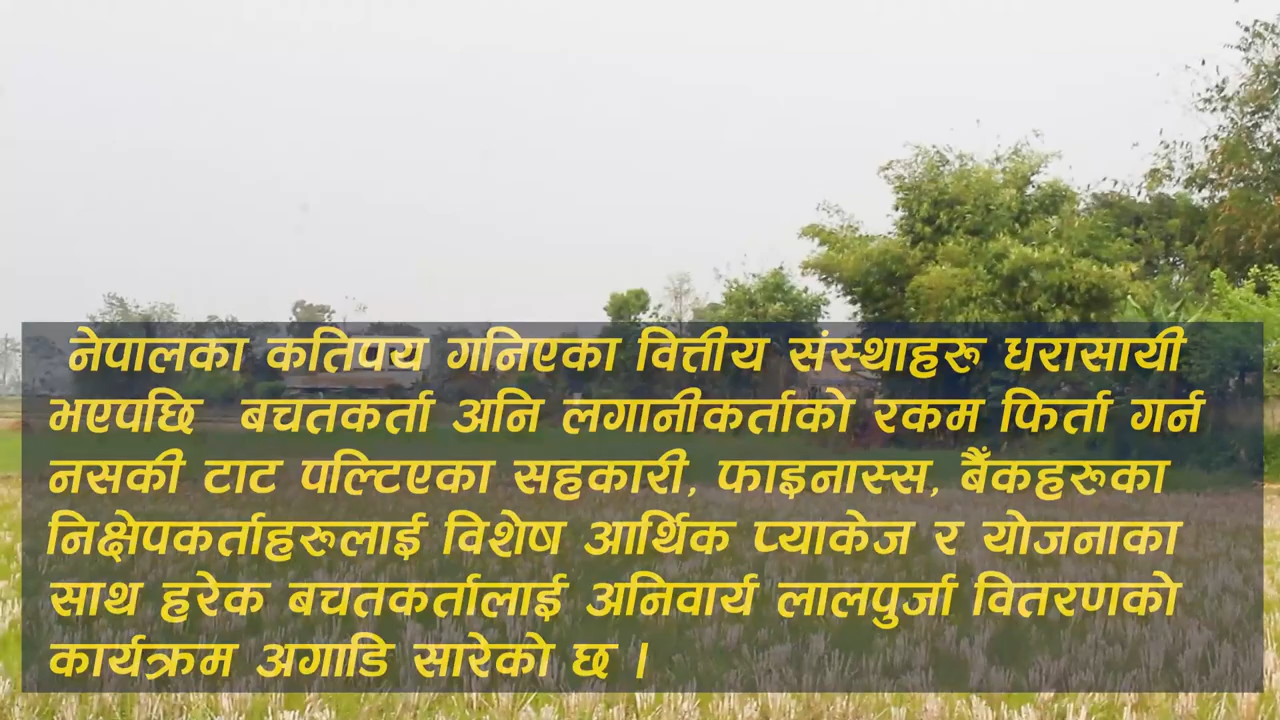 नेपालका कतिपय गनिएका वित्तीय संस्थाहरू धरासायी
भएपछि बचतकर्ता अनि लगानीकर्ताको रकम फिर्ता गर्न
नसकी टाट पल्टिएका सहकारी, फाइनास्स, बैंकहरूका
निक्षेपकर्ताहरूलाई विशेष आर्थिक प्याकेज र योजनाका
साथ हरेक बचतकर्तालाई अनिवार्य लालपुर्जा वितरणको
कार्यक्रम अगाडि सारेको छ ।